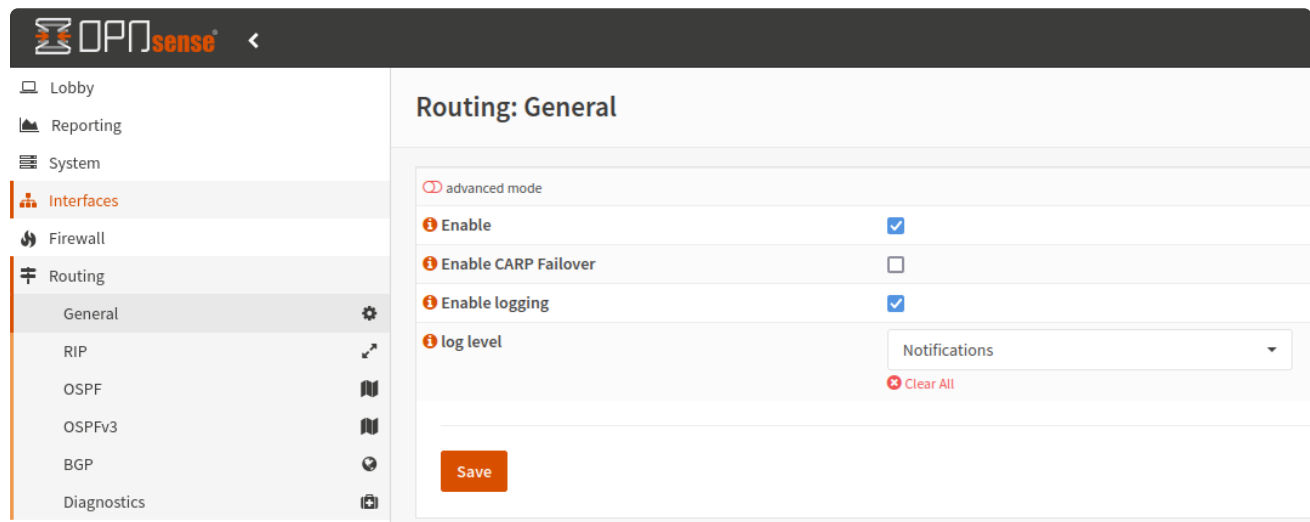 OPNsense®
Lobby
Reporting
System
Interfaces
Firewall
Routing
General
RIP
OSPF
OSPFv3
BGP
Diagnostics
Routing: General
advanced mode
Enable
Enable CARP Failover
Enable logging
log level
Notifications
Clear All
Save